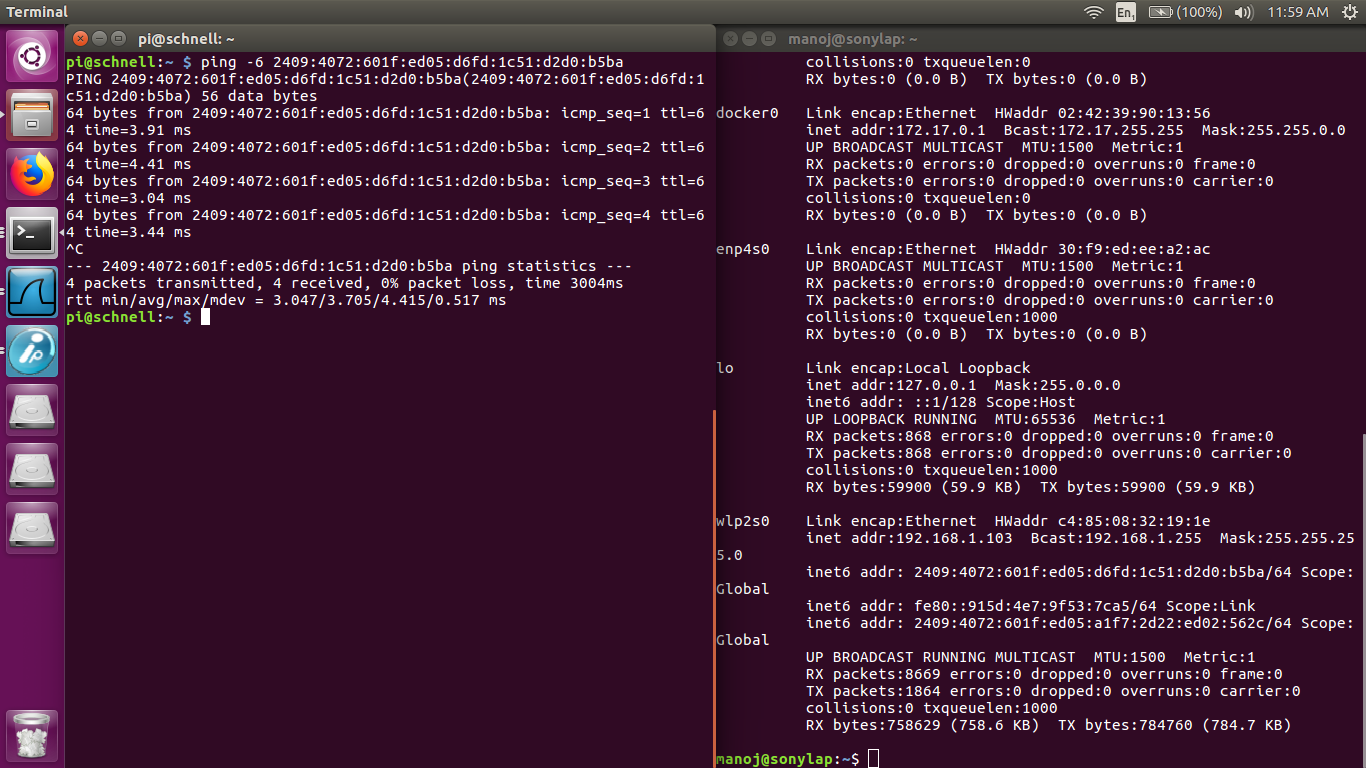 Terminal
En1
(100%)
11:59 AM
pi@schnell: ~
pi@schnell:~ $ ping -6 2409:4072:601f:ed05:d6fd:1c51:d2d0:b5ba
PING 2409:4072:601f:ed05:d6fd:1c51:d2d0:b5ba(2409:4072:601f:ed05:d6fd:1
c51:d2d0:b5ba) 56 data bytes
64 bytes from 2409:4072:601f:ed05:d6fd:1c51:d2d0:b5ba: icmp_seq=1 ttl=6
4 time=3.91 ms
64 bytes from 2409:4072:601f:ed05:d6fd:1c51:d2d0:b5ba: icmp_seq=2 ttl=6
4 time=4.41 ms
64 bytes from 2409:4072:601f:ed05:d6fd:1c51:d2d0:b5ba: icmp_seq=3 ttl=6
4 time=3.04 ms
64 bytes from 2409:4072:601f:ed05:d6fd:1c51:d2d0:b5ba: icmp_seq=4 ttl=6
4 time=3.44 ms
^C
--- 2409:4072:601f:ed05:d6fd:1c51:d2d0:b5ba ping statistics ---
4 packets transmitted, 4 received, 0% packet loss, time 3004ms
rtt min/avg/max/mdev = 3.047/3.705/4.415/0.517 ms
pi@schnell:~ $
manoj@sonylap: ~
collisions:0 txqueuelen:0
RX bytes:0 (0.0 B)  TX bytes:0 (0.0 B)
docker0   Link encap:Ethernet  HWaddr 02:42:39:90:13:56
inet addr:172.17.0.1  Bcast:172.17.255.255  Mask:255.255.0.0
UP BROADCAST MULTICAST  MTU:1500  Metric:1
RX packets:0 errors:0 dropped:0 overruns:0 frame:0
TX packets:0 errors:0 dropped:0 overruns:0 carrier:0
collisions:0 txqueuelen:0
RX bytes:0 (0.0 B)  TX bytes:0 (0.0 B)
enp4s0    Link encap:Ethernet  HWaddr 30:f9:ed:ee:a2:ac
UP BROADCAST MULTICAST  MTU:1500  Metric:1
RX packets:0 errors:0 dropped:0 overruns:0 frame:0
TX packets:0 errors:0 dropped:0 overruns:0 carrier:0
collisions:0 txqueuelen:1000
RX bytes:0 (0.0 B)  TX bytes:0 (0.0 B)
lo        Link encap:Local Loopback
inet addr:127.0.0.1  Mask:255.0.0.0
inet6 addr: ::1/128 Scope:Host
UP LOOPBACK RUNNING  MTU:65536  Metric:1
RX packets:868 errors:0 dropped:0 overruns:0 frame:0
TX packets:868 errors:0 dropped:0 overruns:0 carrier:0
collisions:0 txqueuelen:1000
RX bytes:59900 (59.9 KB)  TX bytes:59900 (59.9 KB)
wlp2s0    Link encap:Ethernet  HWaddr c4:85:08:32:19:1e
inet addr:192.168.1.103  Bcast:192.168.1.255  Mask:255.255.25
5.0
inet6 addr: 2409:4072:601f:ed05:d6fd:1c51:d2d0:b5ba/64 Scope:
Global
inet6 addr: fe80::915d:4e7:9f53:7ca5/64 Scope:Link
inet6 addr: 2409:4072:601f:ed05:a1f7:2d22:ed02:562c/64 Scope:
Global
UP BROADCAST RUNNING MULTICAST  MTU:1500  Metric:1
RX packets:8669 errors:0 dropped:0 overruns:0 frame:0
TX packets:1864 errors:0 dropped:0 overruns:0 carrier:0
collisions:0 txqueuelen:1000
RX bytes:758629 (758.6 KB)  TX bytes:784760 (784.7 KB)
manoj@sonylap:~$